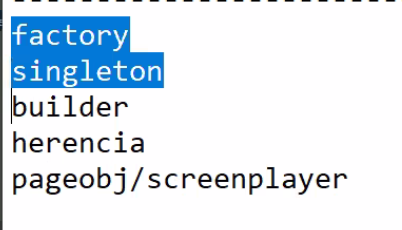 factory
singleton
builder
herencia
pageobj/screenplayer